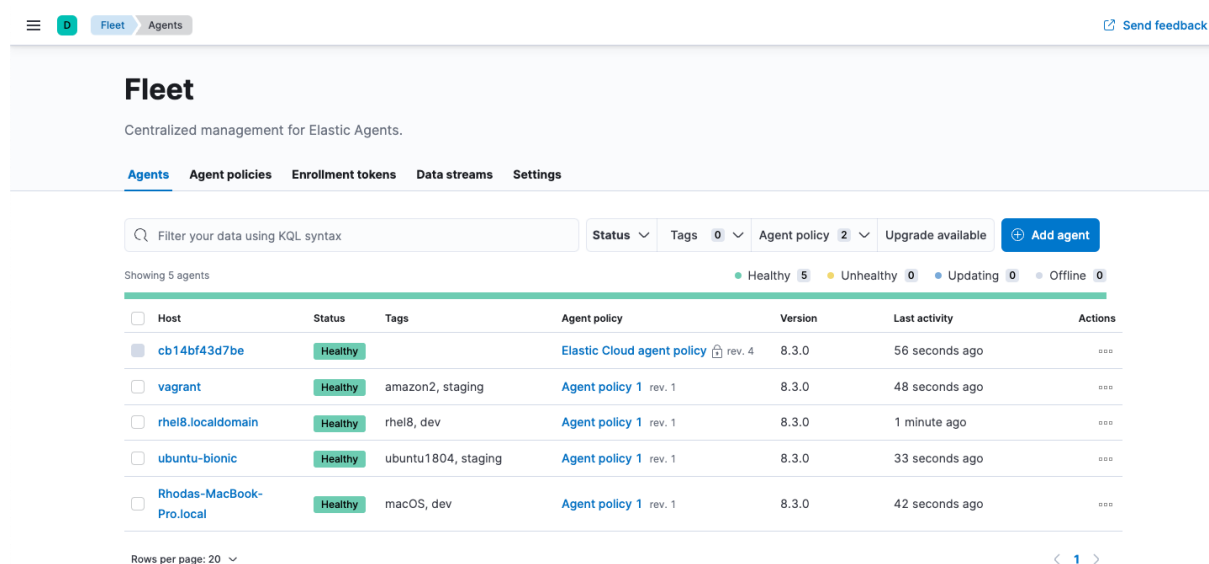 D Fleet Agents Send feedback
Fleet
Centralized management for Elastic Agents.
Agents Agent policies Enrollment tokens Data streams Settings
Filter your data using KQL syntax Status Tags 0 Agent policy 2 Upgrade available Add agent
Showing 5 agents Healthy 5 Unhealthy 0 Updating 0 Offline 0
Host Status Tags Agent policy Version Last activity Actions
cb14bf43d7be Healthy Elastic Cloud agent policy rev. 4 8.3.0 56 seconds ago
vagrant Healthy amazon2, staging Agent policy 1 rev. 1 8.3.0 48 seconds ago
rhel8.localdomain Healthy rhel8, dev Agent policy 1 rev. 1 8.3.0 1 minute ago
ubuntu-bionic Healthy ubuntu1804, staging Agent policy 1 rev. 1 8.3.0 33 seconds ago
Rhodas-MacBook-
Pro.local Healthy macOS, dev Agent policy 1 rev. 1 8.3.0 42 seconds ago
Rows per page: 20 1